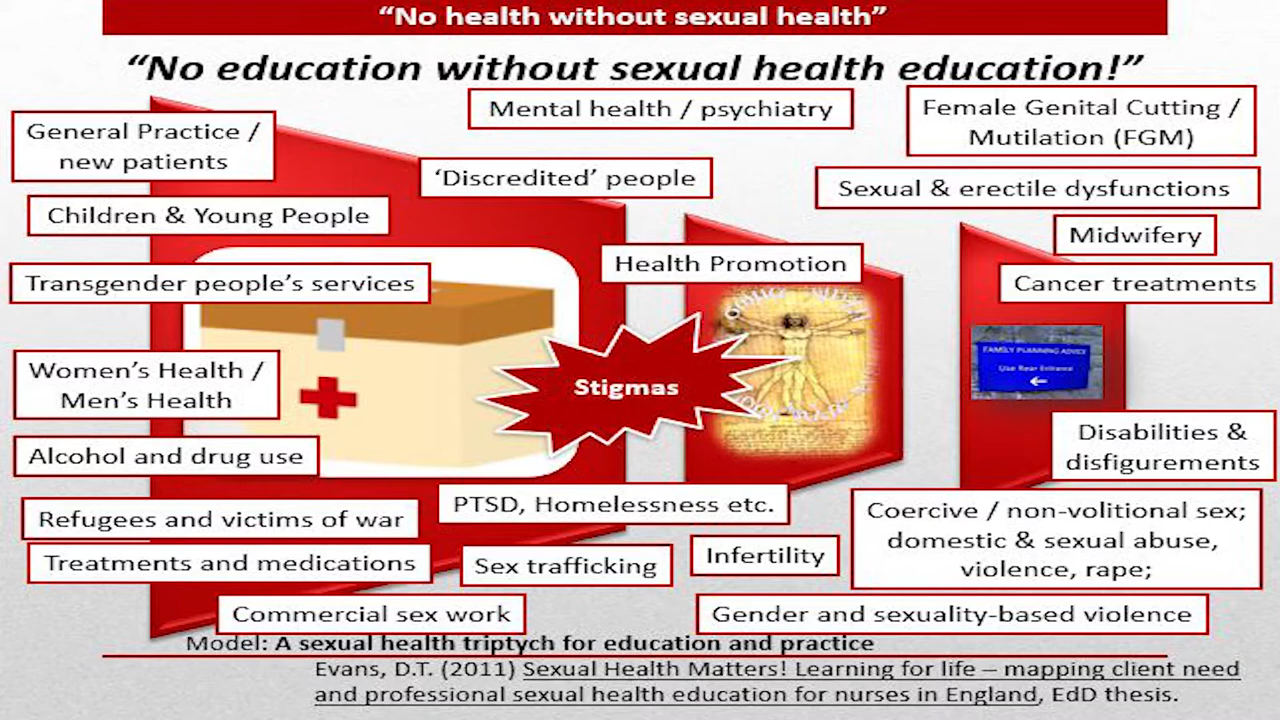 “No health without sexual health”
“No education without sexual health education!”
Mental health / psychiatry
Female Genital Cutting /
Mutilation (FGM)
General Practice /
new patients
‘Discredited’ people
Sexual & erectile dysfunctions
Children & Young People
Midwifery
Health Promotion
Transgender people’s services
Cancer treatments
FAMILY PLANNING ADVICE
Use Rear Entrance
Women’s Health /
Men’s Health
Stigmas
Alcohol and drug use
Disabilities &
disfigurements
PTSD, Homelessness etc.
Refugees and victims of war
Coercive / non-volitional sex;
domestic & sexual abuse,
violence, rape;
Treatments and medications
Sex trafficking
Infertility
Commercial sex work
Gender and sexuality-based violence
Model: A sexual health triptych for education and practice
Evans, D.T. (2011) Sexual Health Matters! Learning for life – mapping client need
and professional sexual health education for nurses in England, EdD thesis.